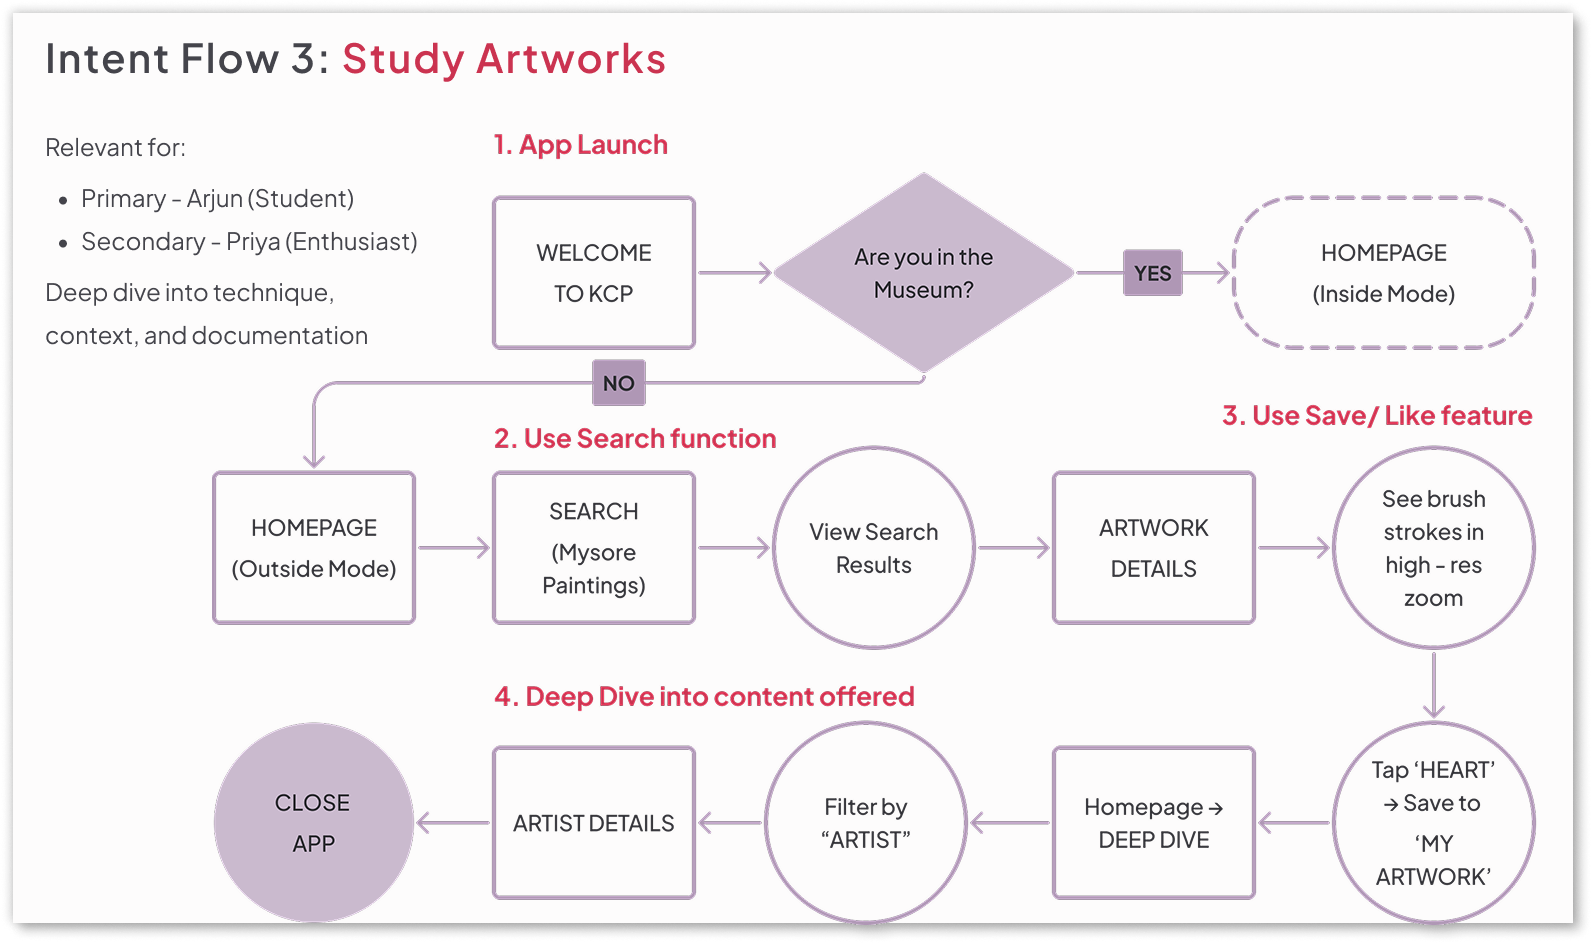 Intent Flow 3: Study Artworks
Relevant for:
• Primary - Arjun (Student)
• Secondary - Priya (Enthusiast)
Deep dive into technique,
context, and documentation
1. App Launch
WELCOME
TO KCP
Are you in the
Museum?
YES
HOMEPAGE
(Inside Mode)
NO
2. Use Search function
3. Use Save/ Like feature
HOMEPAGE
(Outside Mode)
SEARCH
(Mysore
Paintings)
View Search
Results
ARTWORK
DETAILS
See brush
strokes in
high - res
zoom
4. Deep Dive into content offered
Tap ‘HEART’
→ Save to
‘MY
ARTWORK’
Homepage →
DEEP DIVE
Filter by
“ARTIST”
ARTIST DETAILS
CLOSE
APP